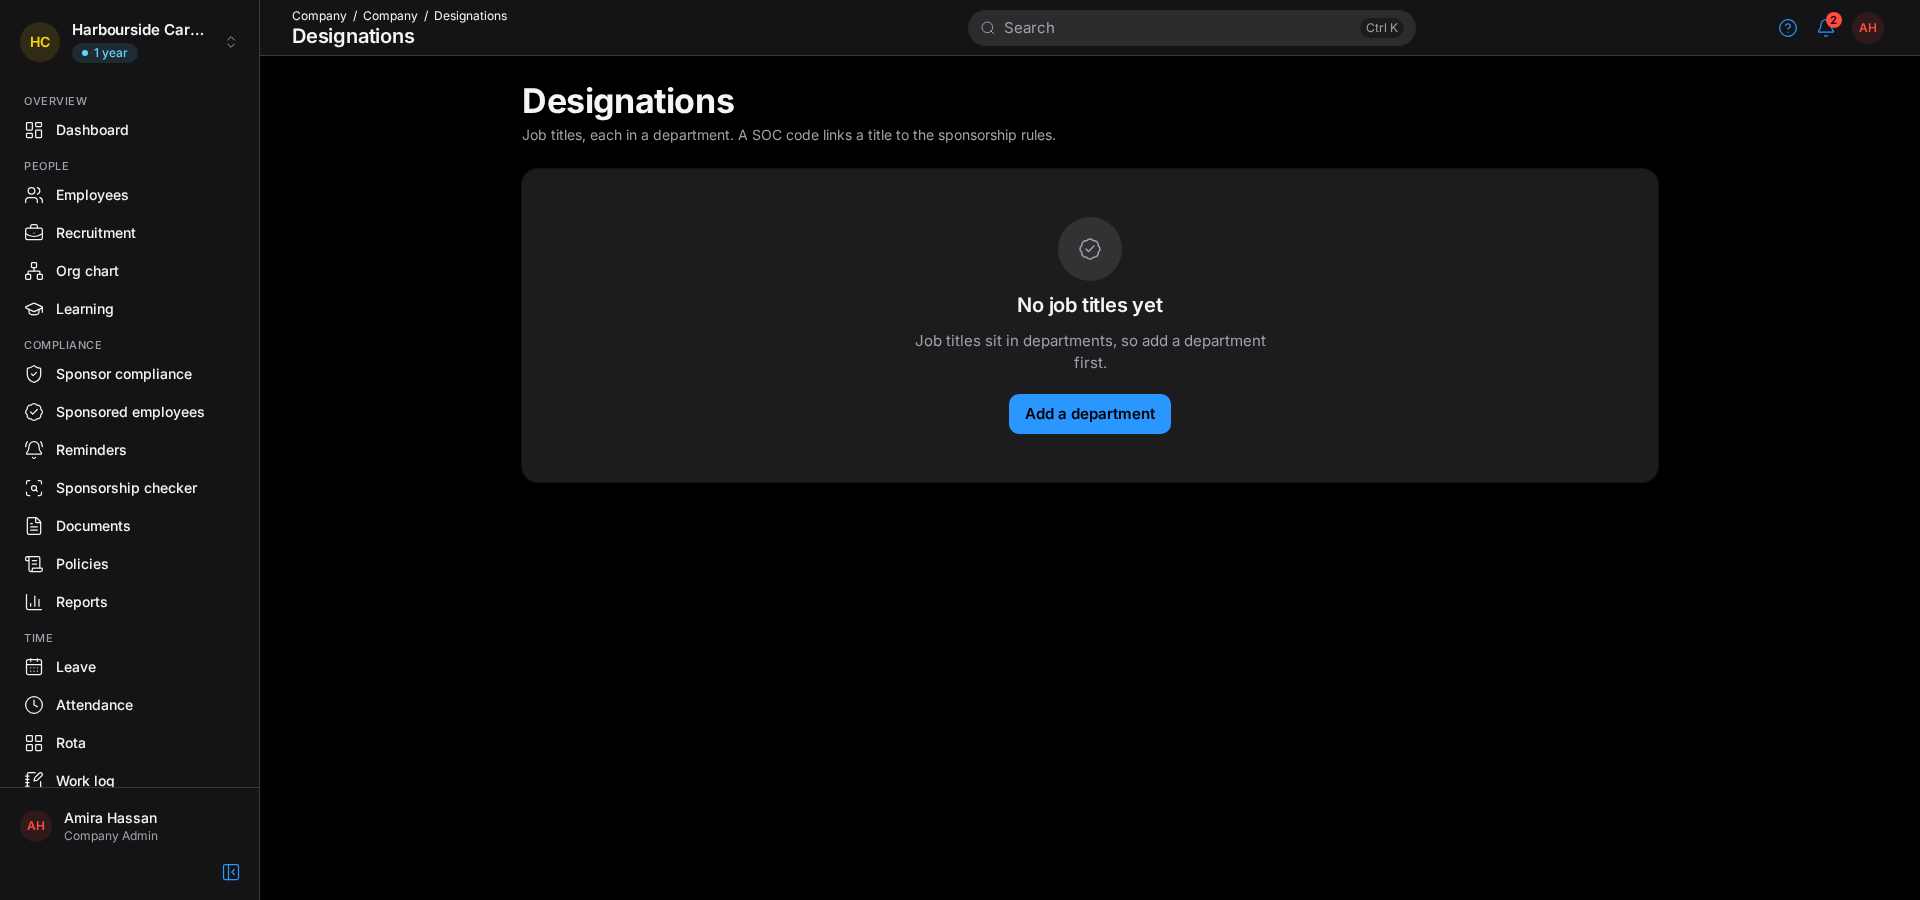 HC
Harbourside Car...
1 year
OVERVIEW
Dashboard
PEOPLE
Employees
Recruitment
Org chart
Learning
COMPLIANCE
Sponsor compliance
Sponsored employees
Reminders
Sponsorship checker
Documents
Policies
Reports
TIME
Leave
Attendance
Rota
Work log
AH
Amira Hassan
Company Admin
Company / Company / Designations
Designations
Search
Ctrl K
2
AH
Designations
Job titles, each in a department. A SOC code links a title to the sponsorship rules.
No job titles yet
Job titles sit in departments, so add a department
first.
Add a department